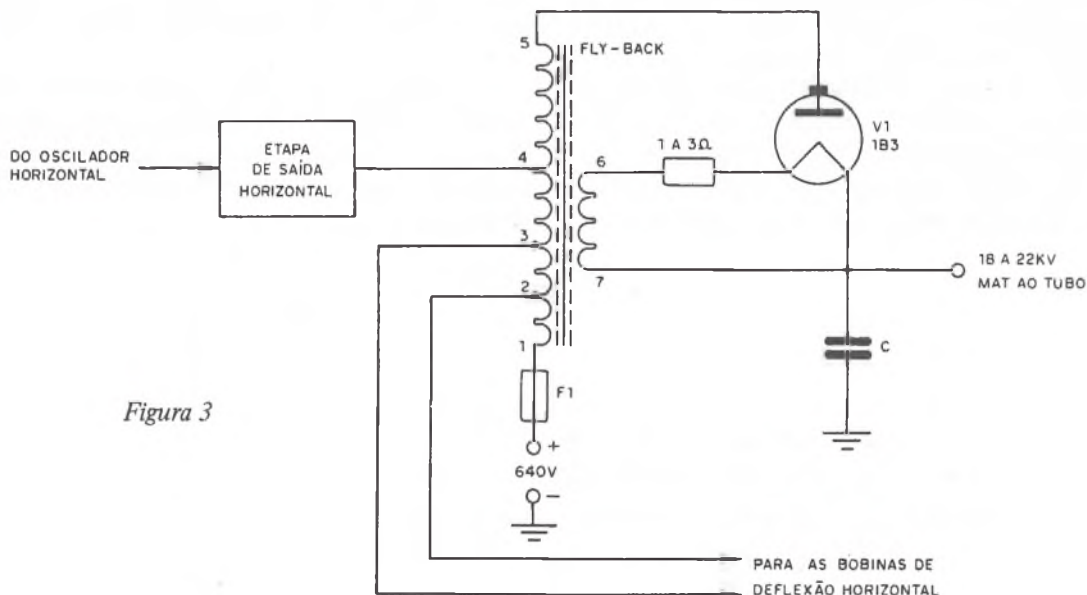 5
FLY-BACK
V1
1B3
DO OSCILADOR
HORIZONTAL
ETAPA
DE SAÍDA
HORIZONTAL
4
1 A 3Ω
6
3
2
7
18 A 22KV
MAT AO TUBO
1
C
F1
Figura 3
+
640V
−
PARA AS BOBINAS DE
DEFLEXÃO HORIZONTAL